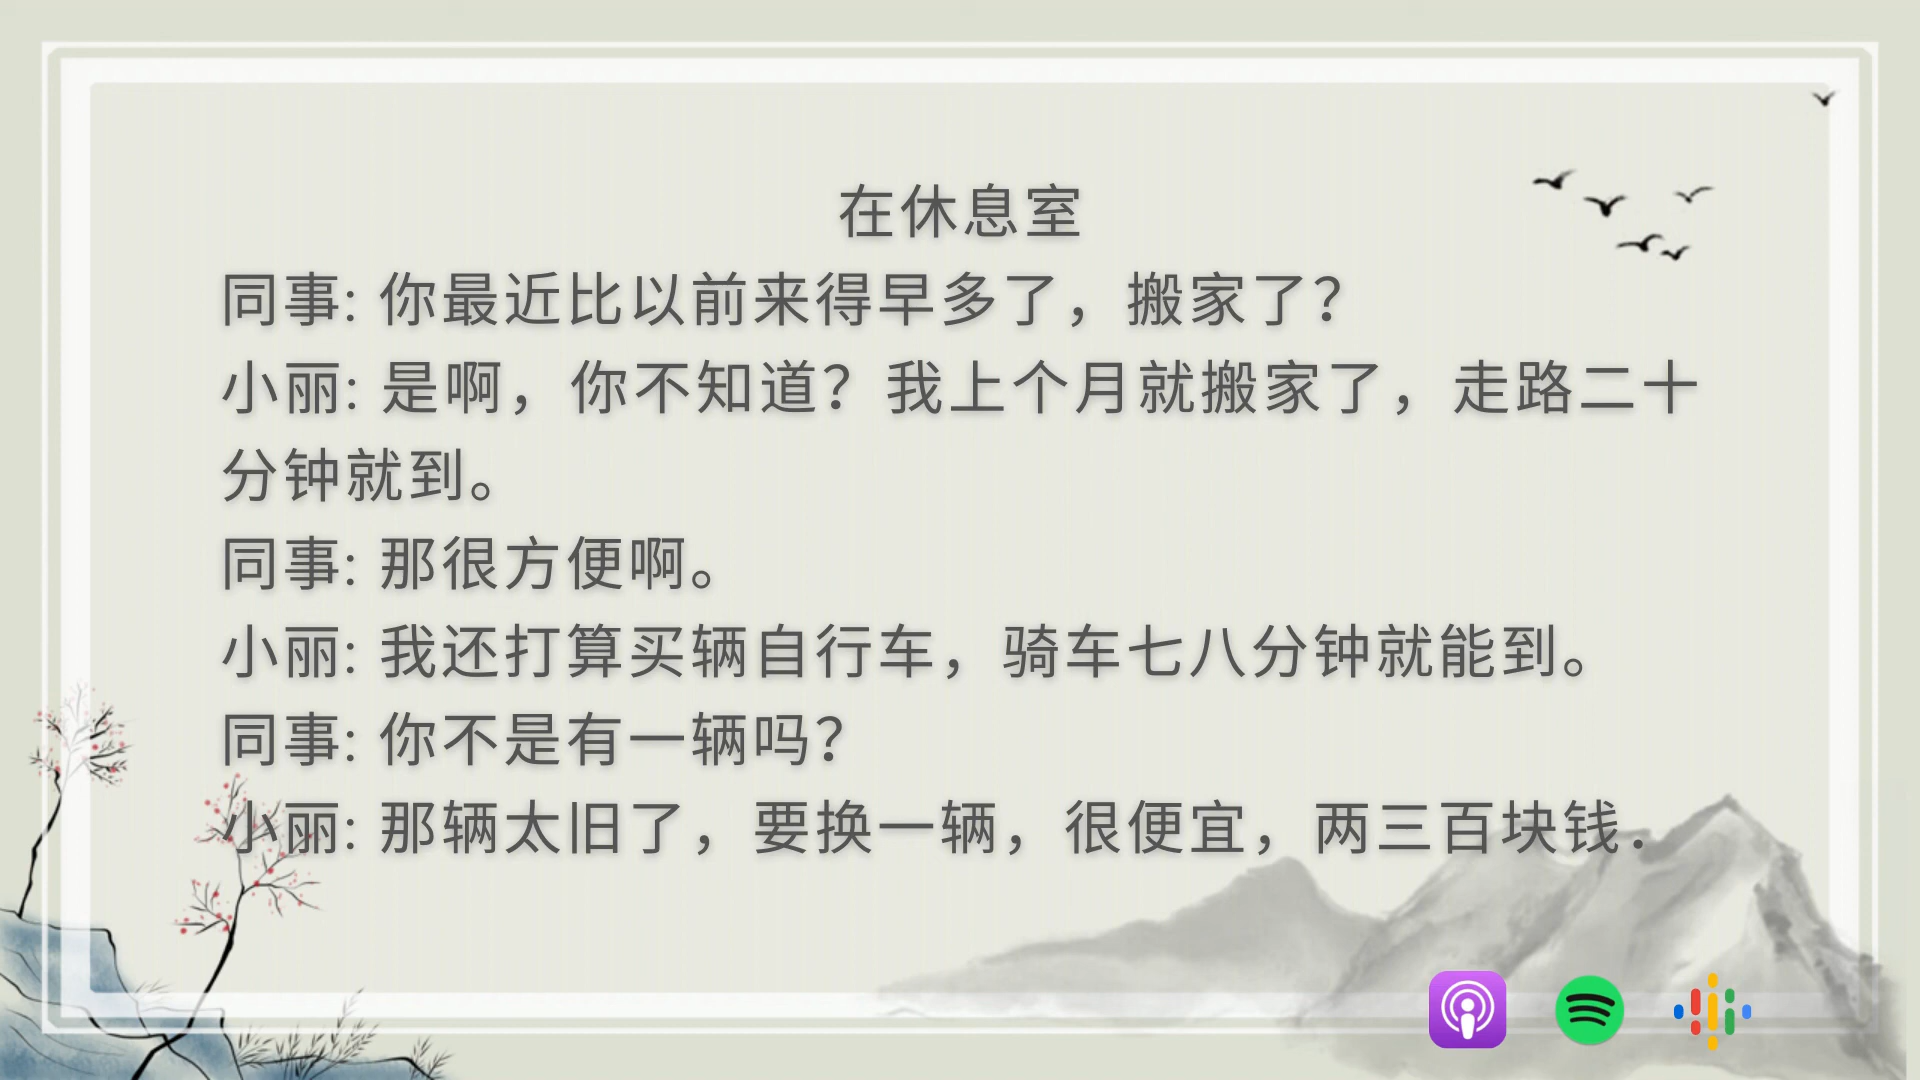 在休息室
同事: 你最近比以前来得早多了，搬家了？
小丽: 是啊，你不知道？我上个月就搬家了，走路二十
分钟就到。
同事: 那很方便啊。
小丽: 我还打算买辆自行车，骑车七八分钟就能到。
同事: 你不是有一辆吗？
小丽: 那辆太旧了，要换一辆，很便宜，两三百块钱．